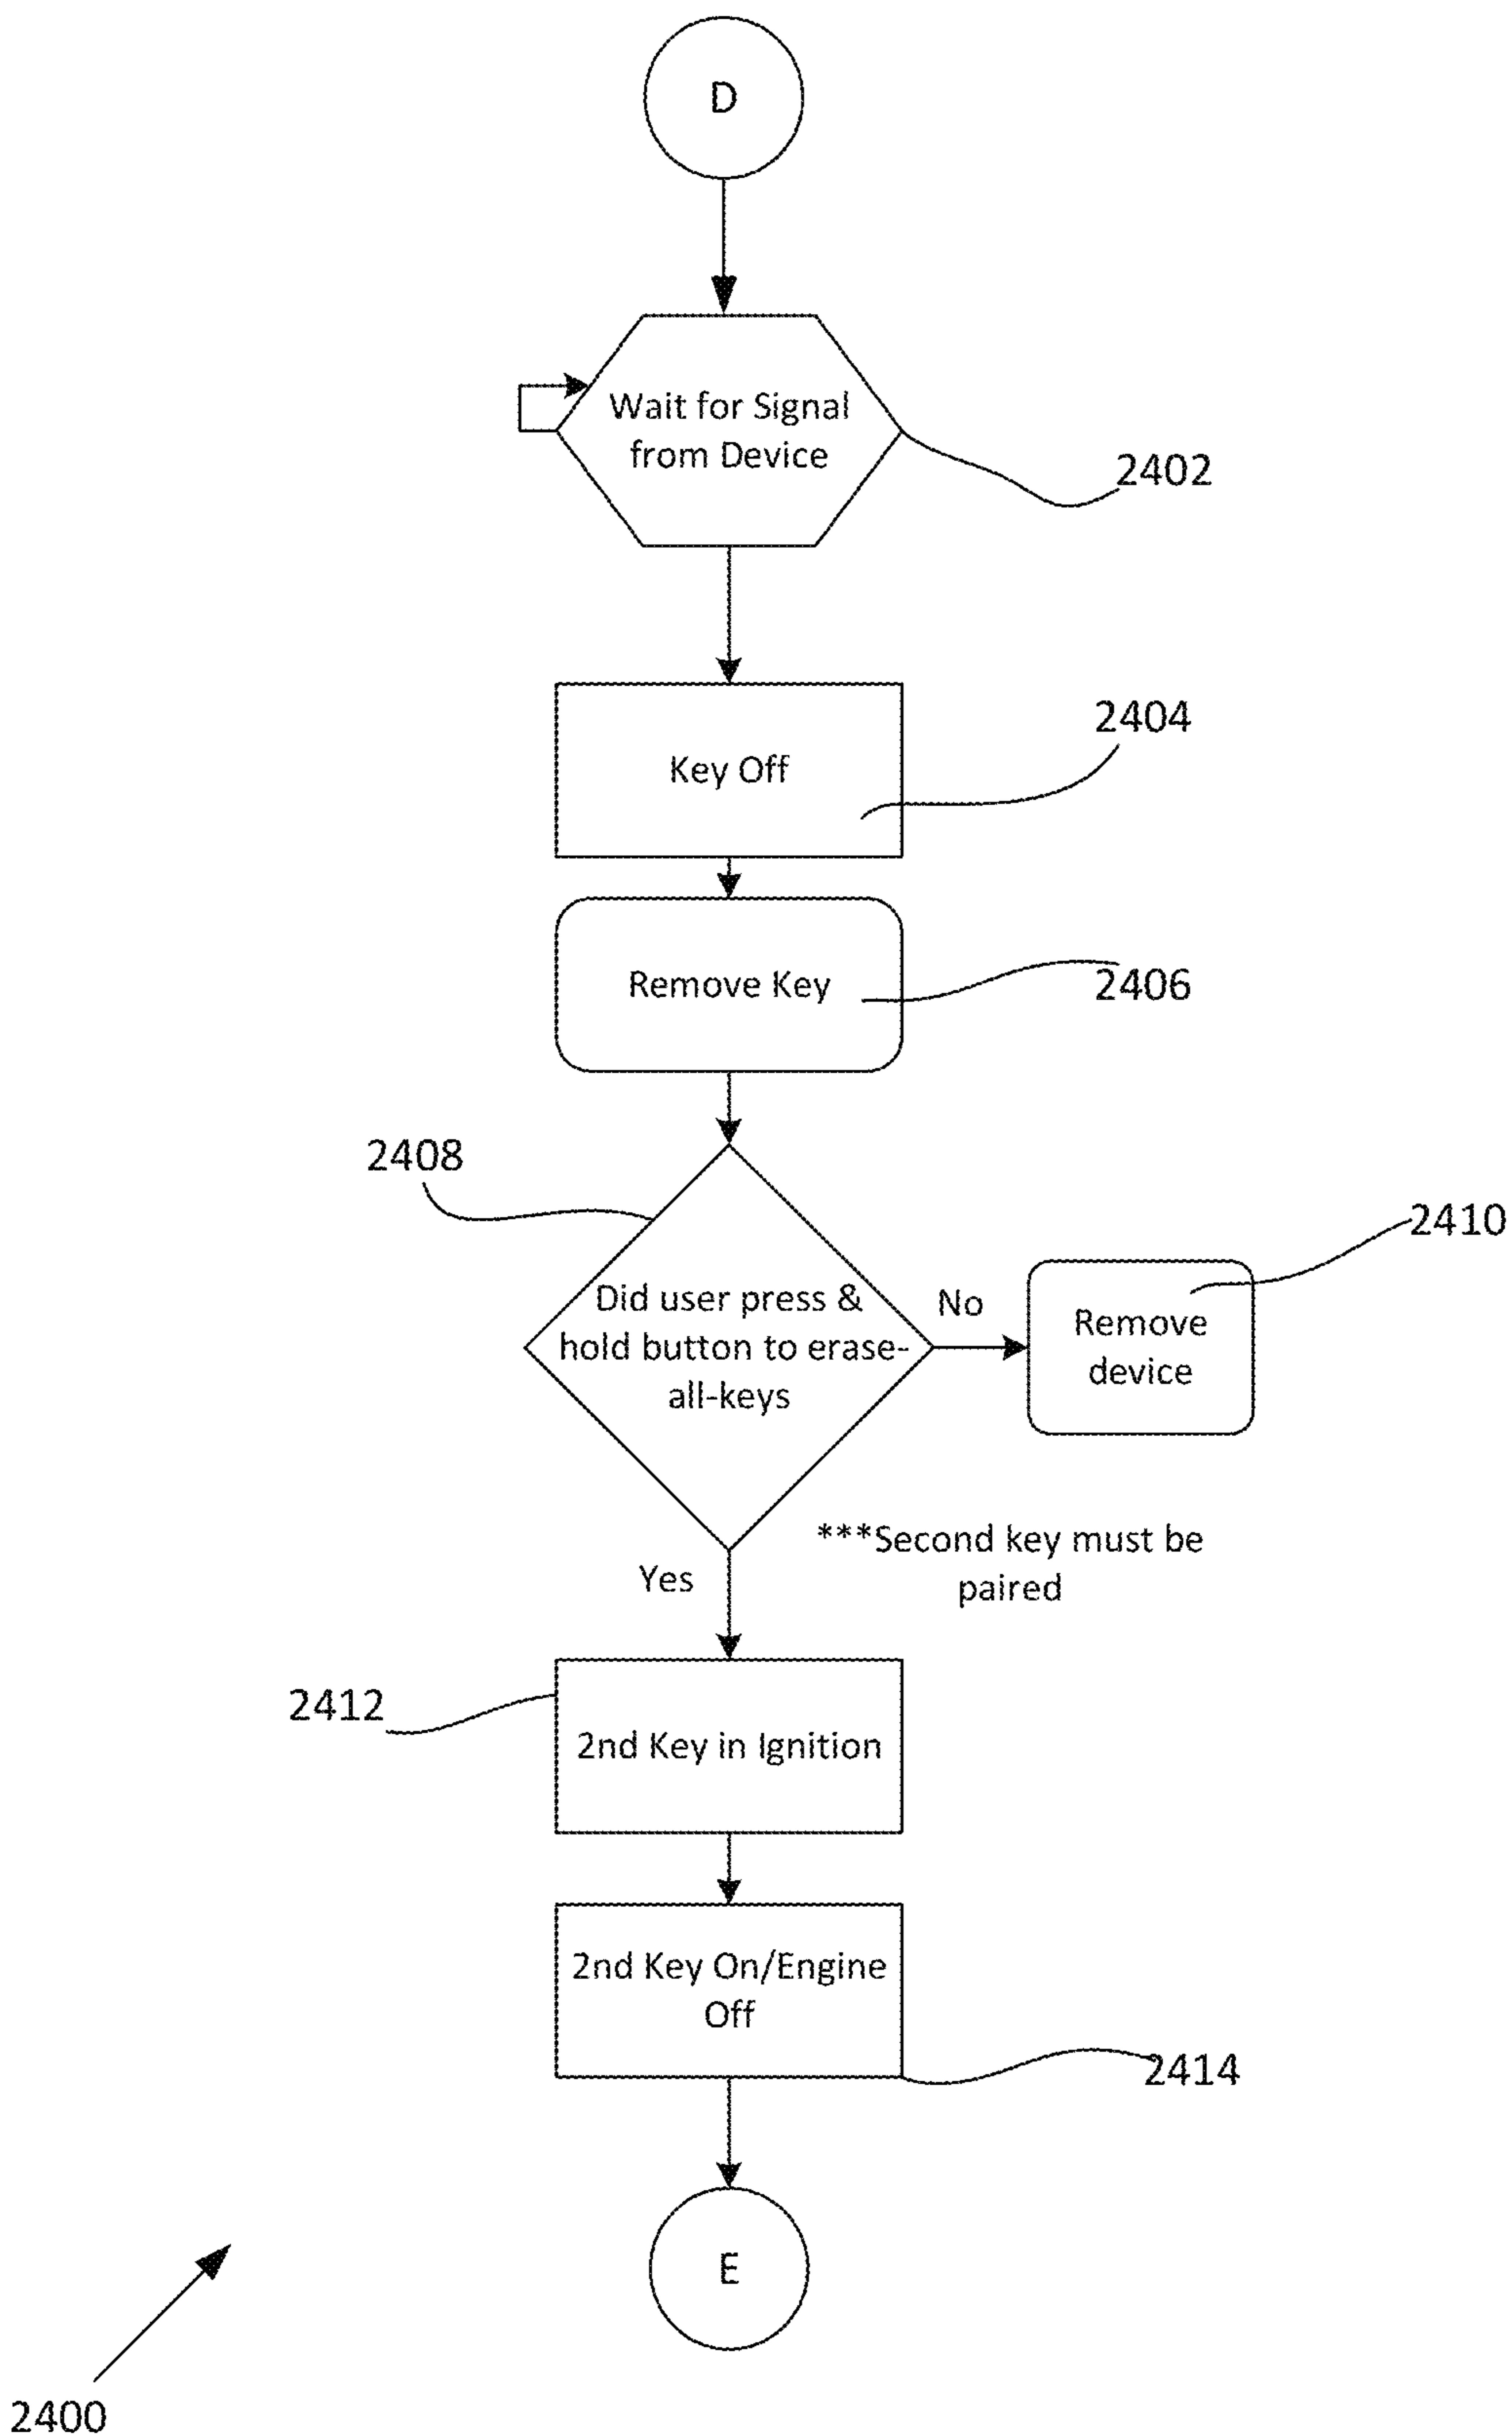 D
Wait for Signal
from Device
2402
2404
Key Off
Remove Key
2406
2408
2410
Did user press &
hold button to erase-
all-keys
No
Remove
device
***Second key must be
paired
Yes
2412
2nd Key in Ignition
2nd Key On/Engine
Off
2414
E
2400